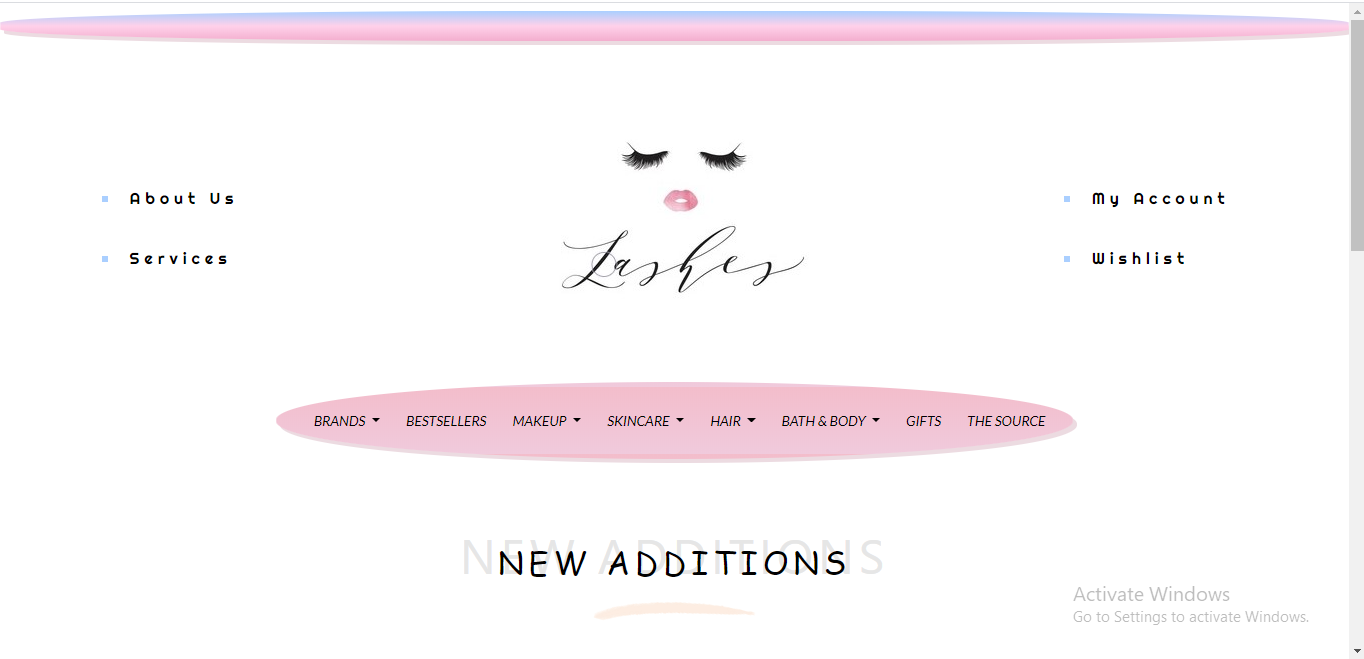 About Us
My Account
Services
Wishlist
Lashes
BRANDS BESTSELLERS MAKEUP SKINCARE HAIR BATH & BODY GIFTS THE SOURCE
NEW ADDITIONS
NEW ADDITIONS
Activate Windows
Go to Settings to activate Windows.